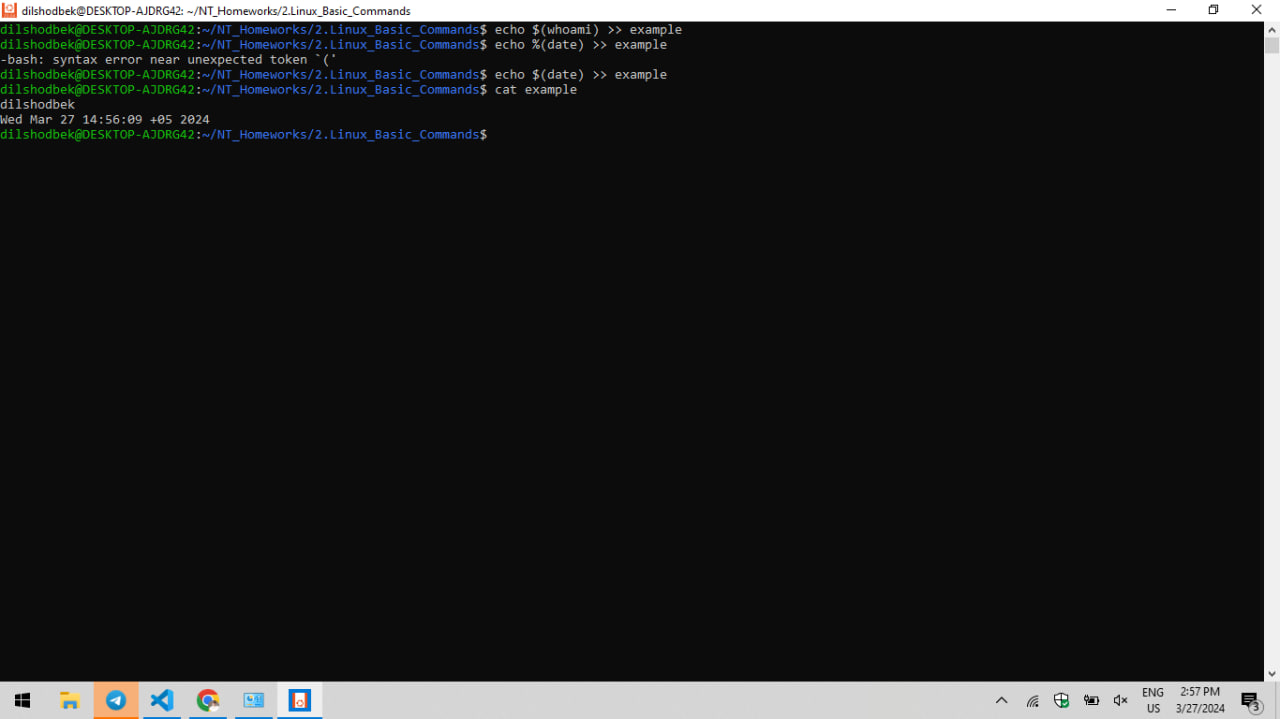 dilshodbek@DESKTOP-AJDRG42: ~/NT_Homeworks/2.Linux_Basic_Commands
dilshodbek@DESKTOP-AJDRG42:~/NT_Homeworks/2.Linux_Basic_Commands$ echo $(whoami) >> example
dilshodbek@DESKTOP-AJDRG42:~/NT_Homeworks/2.Linux_Basic_Commands$ echo %(date) >> example
-bash: syntax error near unexpected token `('
dilshodbek@DESKTOP-AJDRG42:~/NT_Homeworks/2.Linux_Basic_Commands$ echo $(date) >> example
dilshodbek@DESKTOP-AJDRG42:~/NT_Homeworks/2.Linux_Basic_Commands$ cat example
dilshodbek
Wed Mar 27 14:56:09 +05 2024
dilshodbek@DESKTOP-AJDRG42:~/NT_Homeworks/2.Linux_Basic_Commands$
ENG 2:57 PM
US 3/27/2024
3